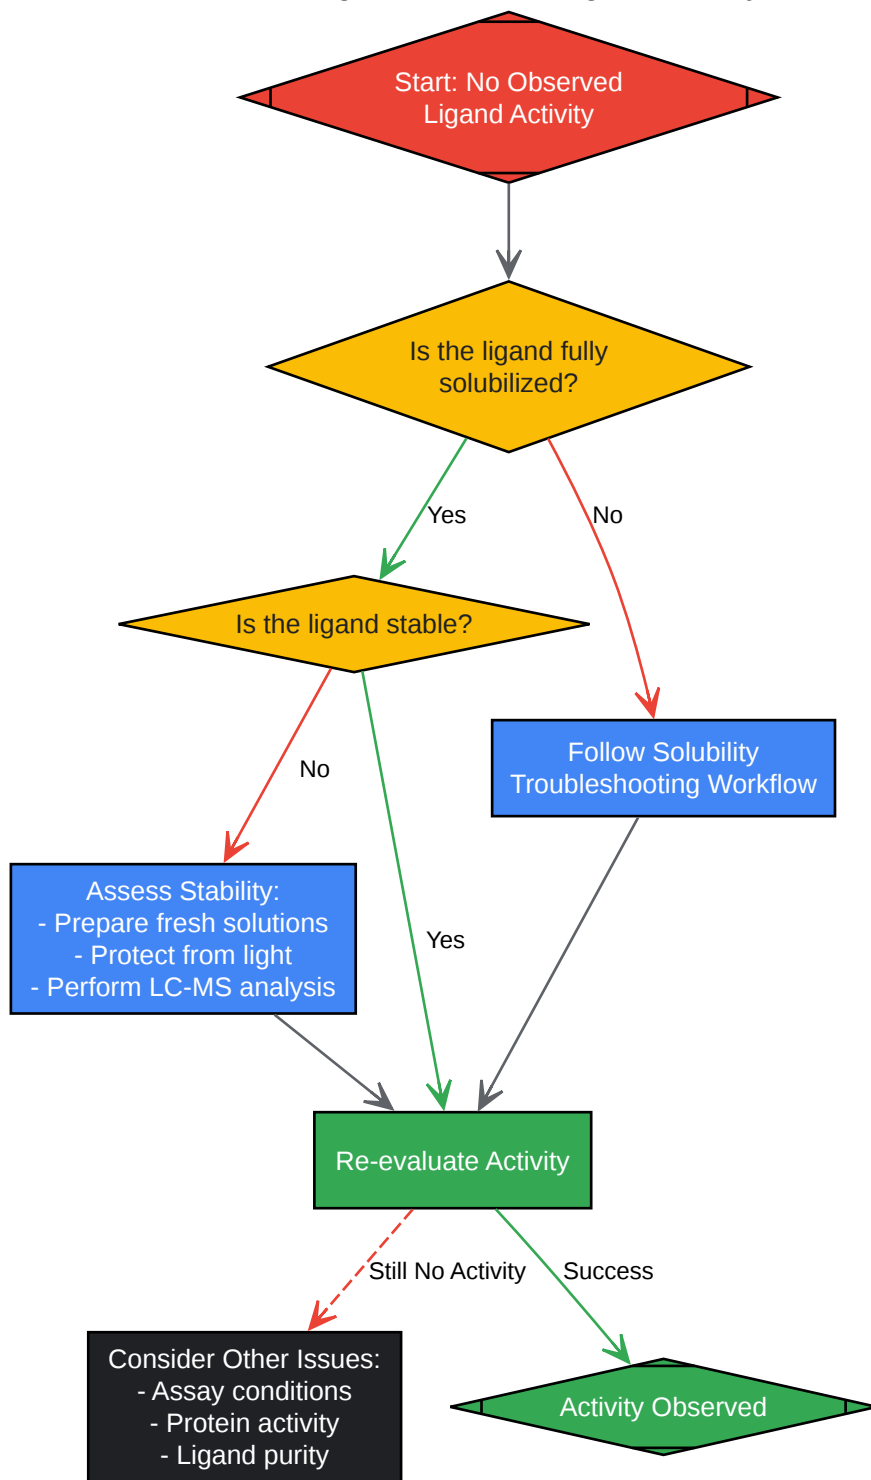 Start: No Observed
Ligand Activity
Is the ligand fully
solubilized?
Yes
No
Is the ligand stable?
No
Follow Solubility
Troubleshooting Workflow
Assess Stability:
- Prepare fresh solutions
- Protect from light
- Perform LC-MS analysis
Yes
Re-evaluate Activity
Still No Activity
Success
Consider Other Issues:
- Assay conditions
- Protein activity
- Ligand purity
Activity Observed